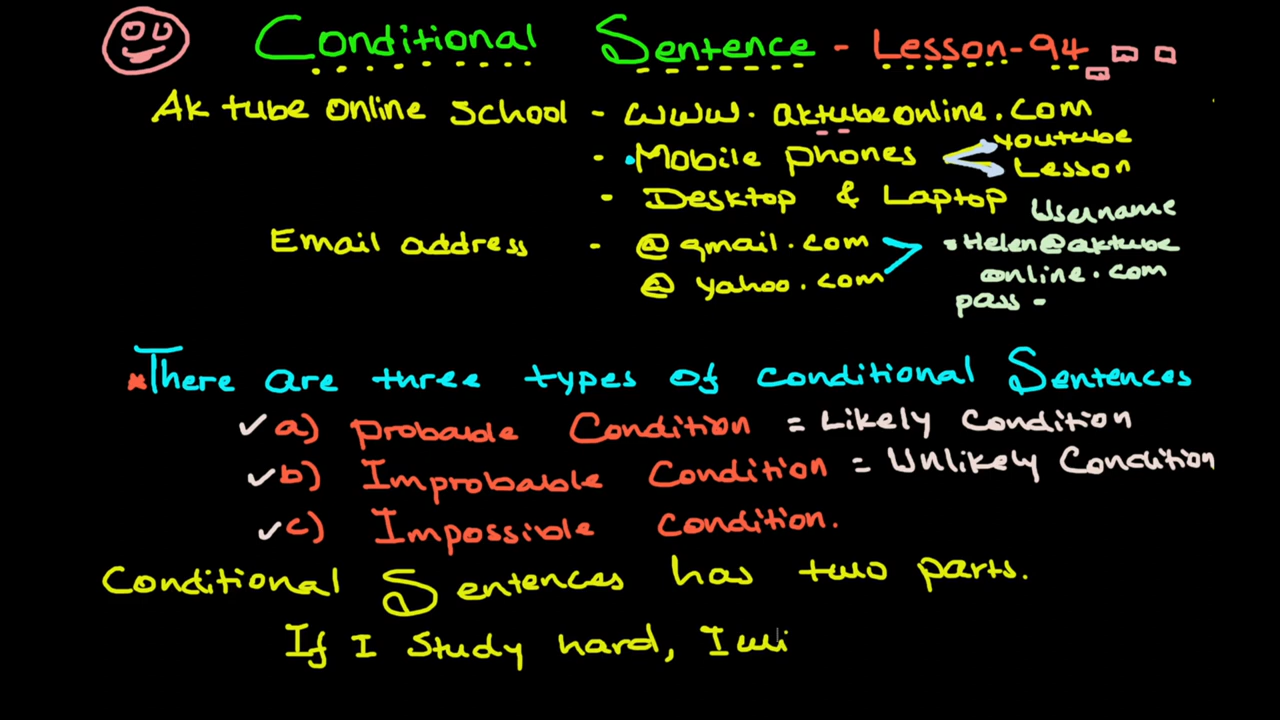 Conditional Sentence - Lesson-94
Ak tube online school - www.aktubeonline.com
- Mobile phones
youtube
Lesson
- Desktop & Laptop
Username
Email address - @gmail.com
@ yahoo.com
Helen@aktube
online.com
pass -
There are three types of conditional Sentences
a) probable Condition = Likely Condition
b) Improbable Condition = Unlikely Condition
c) Impossible condition.
Conditional Sentences has two parts.
If I study hard, I wi